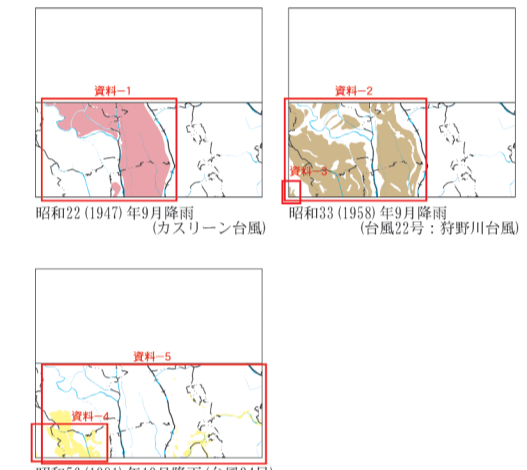 資料−1
資料−2
資料−3
昭和22(1947)年9月降雨
(カスリーン台風)
昭和33(1958)年9月降雨
(台風22号：狩野川台風)
資料−5
資料−4